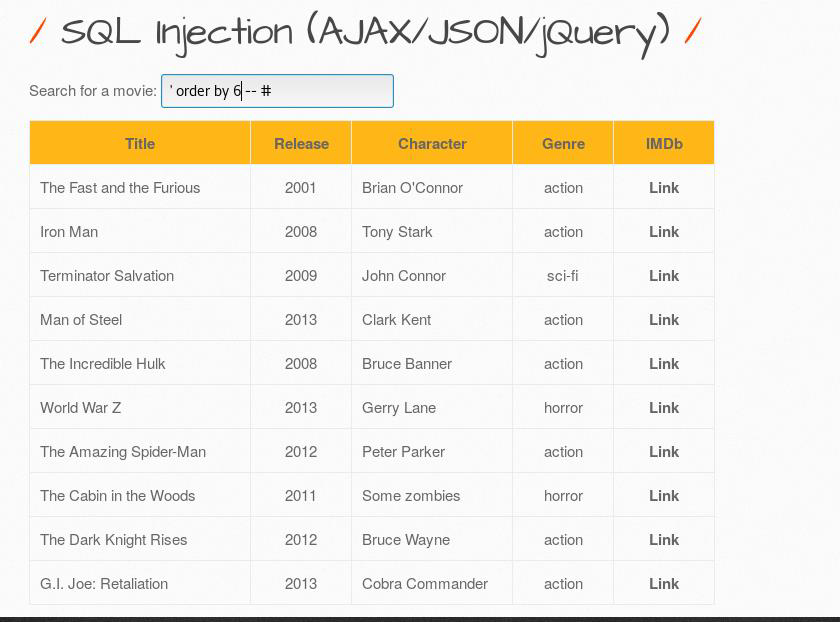 / SQL Injection (AJAX/JSON/jQuery) /
Search for a movie: ' order by 6-- #
Title Release Character Genre IMDb
The Fast and the Furious 2001 Brian O'Connor action Link
Iron Man 2008 Tony Stark action Link
Terminator Salvation 2009 John Connor sci-fi Link
Man of Steel 2013 Clark Kent action Link
The Incredible Hulk 2008 Bruce Banner action Link
World War Z 2013 Gerry Lane horror Link
The Amazing Spider-Man 2012 Peter Parker action Link
The Cabin in the Woods 2011 Some zombies horror Link
The Dark Knight Rises 2012 Bruce Wayne action Link
G.I. Joe: Retaliation 2013 Cobra Commander action Link